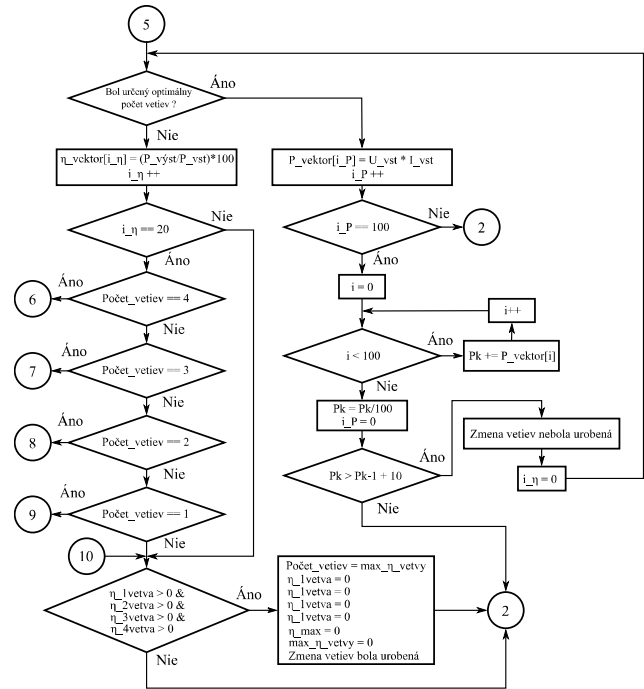 5
Bol určený optimálny
počet vetiev ?
Áno
Nie
η_vektor[i_η] = (P_výst/P_vst)*100
i_η ++
P_vektor[i_P] = U_vst * I_vst
i_P ++
i_η == 20
Nie
Áno
i_P == 100
Nie
2
Áno
i = 0
6
Áno
Počet_vetiev == 4
Nie
i++
i < 100
Áno
Pk += P_vektor[i]
Nie
7
Áno
Počet_vetiev == 3
Nie
Pk = Pk/100
i_P = 0
8
Áno
Počet_vetiev == 2
Nie
Zmena vetiev nebola urobená
Pk > Pk-1 + 10
Áno
i_η = 0
Nie
9
Áno
Počet_vetiev == 1
Nie
10
η_1vetva > 0 &
η_2vetva > 0 &
η_3vetva > 0 &
η_4vetva > 0
Áno
Nie
Počet_vetiev = max_η_vetvy
η_1vetva = 0
η_1vetva = 0
η_1vetva = 0
η_1vetva = 0
η_max = 0
max_η_vetvy = 0
Zmena vetiev bola urobená
2